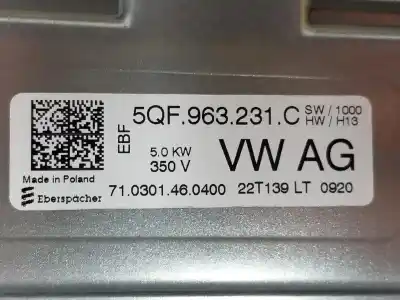 5QF.963.231.C SW / 1000
HW / H13
EBF
5.0 KW
350 V
VW AG
Made in Poland
Eberspächer
71.0301.46.0400 22T139 LT 0920